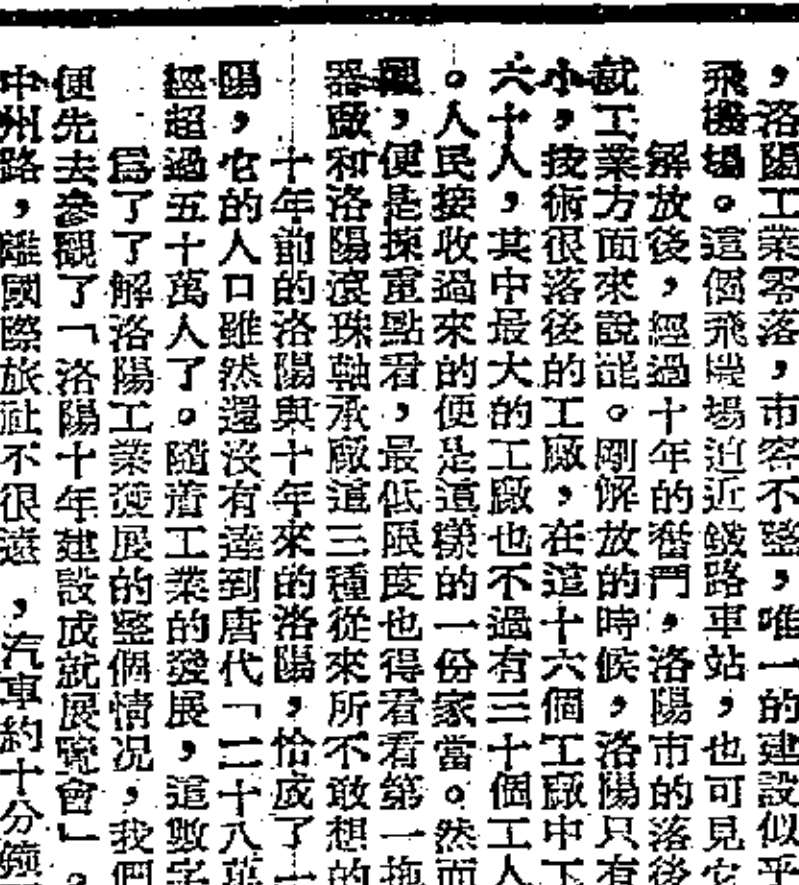 ，洛陽工業零落，市容不整，唯一的建設似乎
飛機場。這個飛機場迫近鐵路車站，也可見它
解放後，經過十年的奮鬥，洛陽市的落後
就工業方面來說罷。剛解放的時候，洛陽只有
小，技術很落後的工廠，在這十六個工廠中下
六十人，其中最大的工廠也不過有三十個工人
。人民接收過來的便是這樣的一份家當。然而
，便是揀重點看，最低限度也得看看第一拖
器廠和洛陽滾珠軸承廠這三種從來所不敢想的
十年前的洛陽與十年來的洛陽，恰成了一
陽，它的人口雖然還沒有達到唐代「二十八萬
經超過五十萬人了。隨着工業的發展，這數字
爲了了解洛陽工業發展的整個情况，我們
便先去參觀了「洛陽十年建設成就展覽會」。
中州路，離國際旅社不很遠，汽車約十分鐘